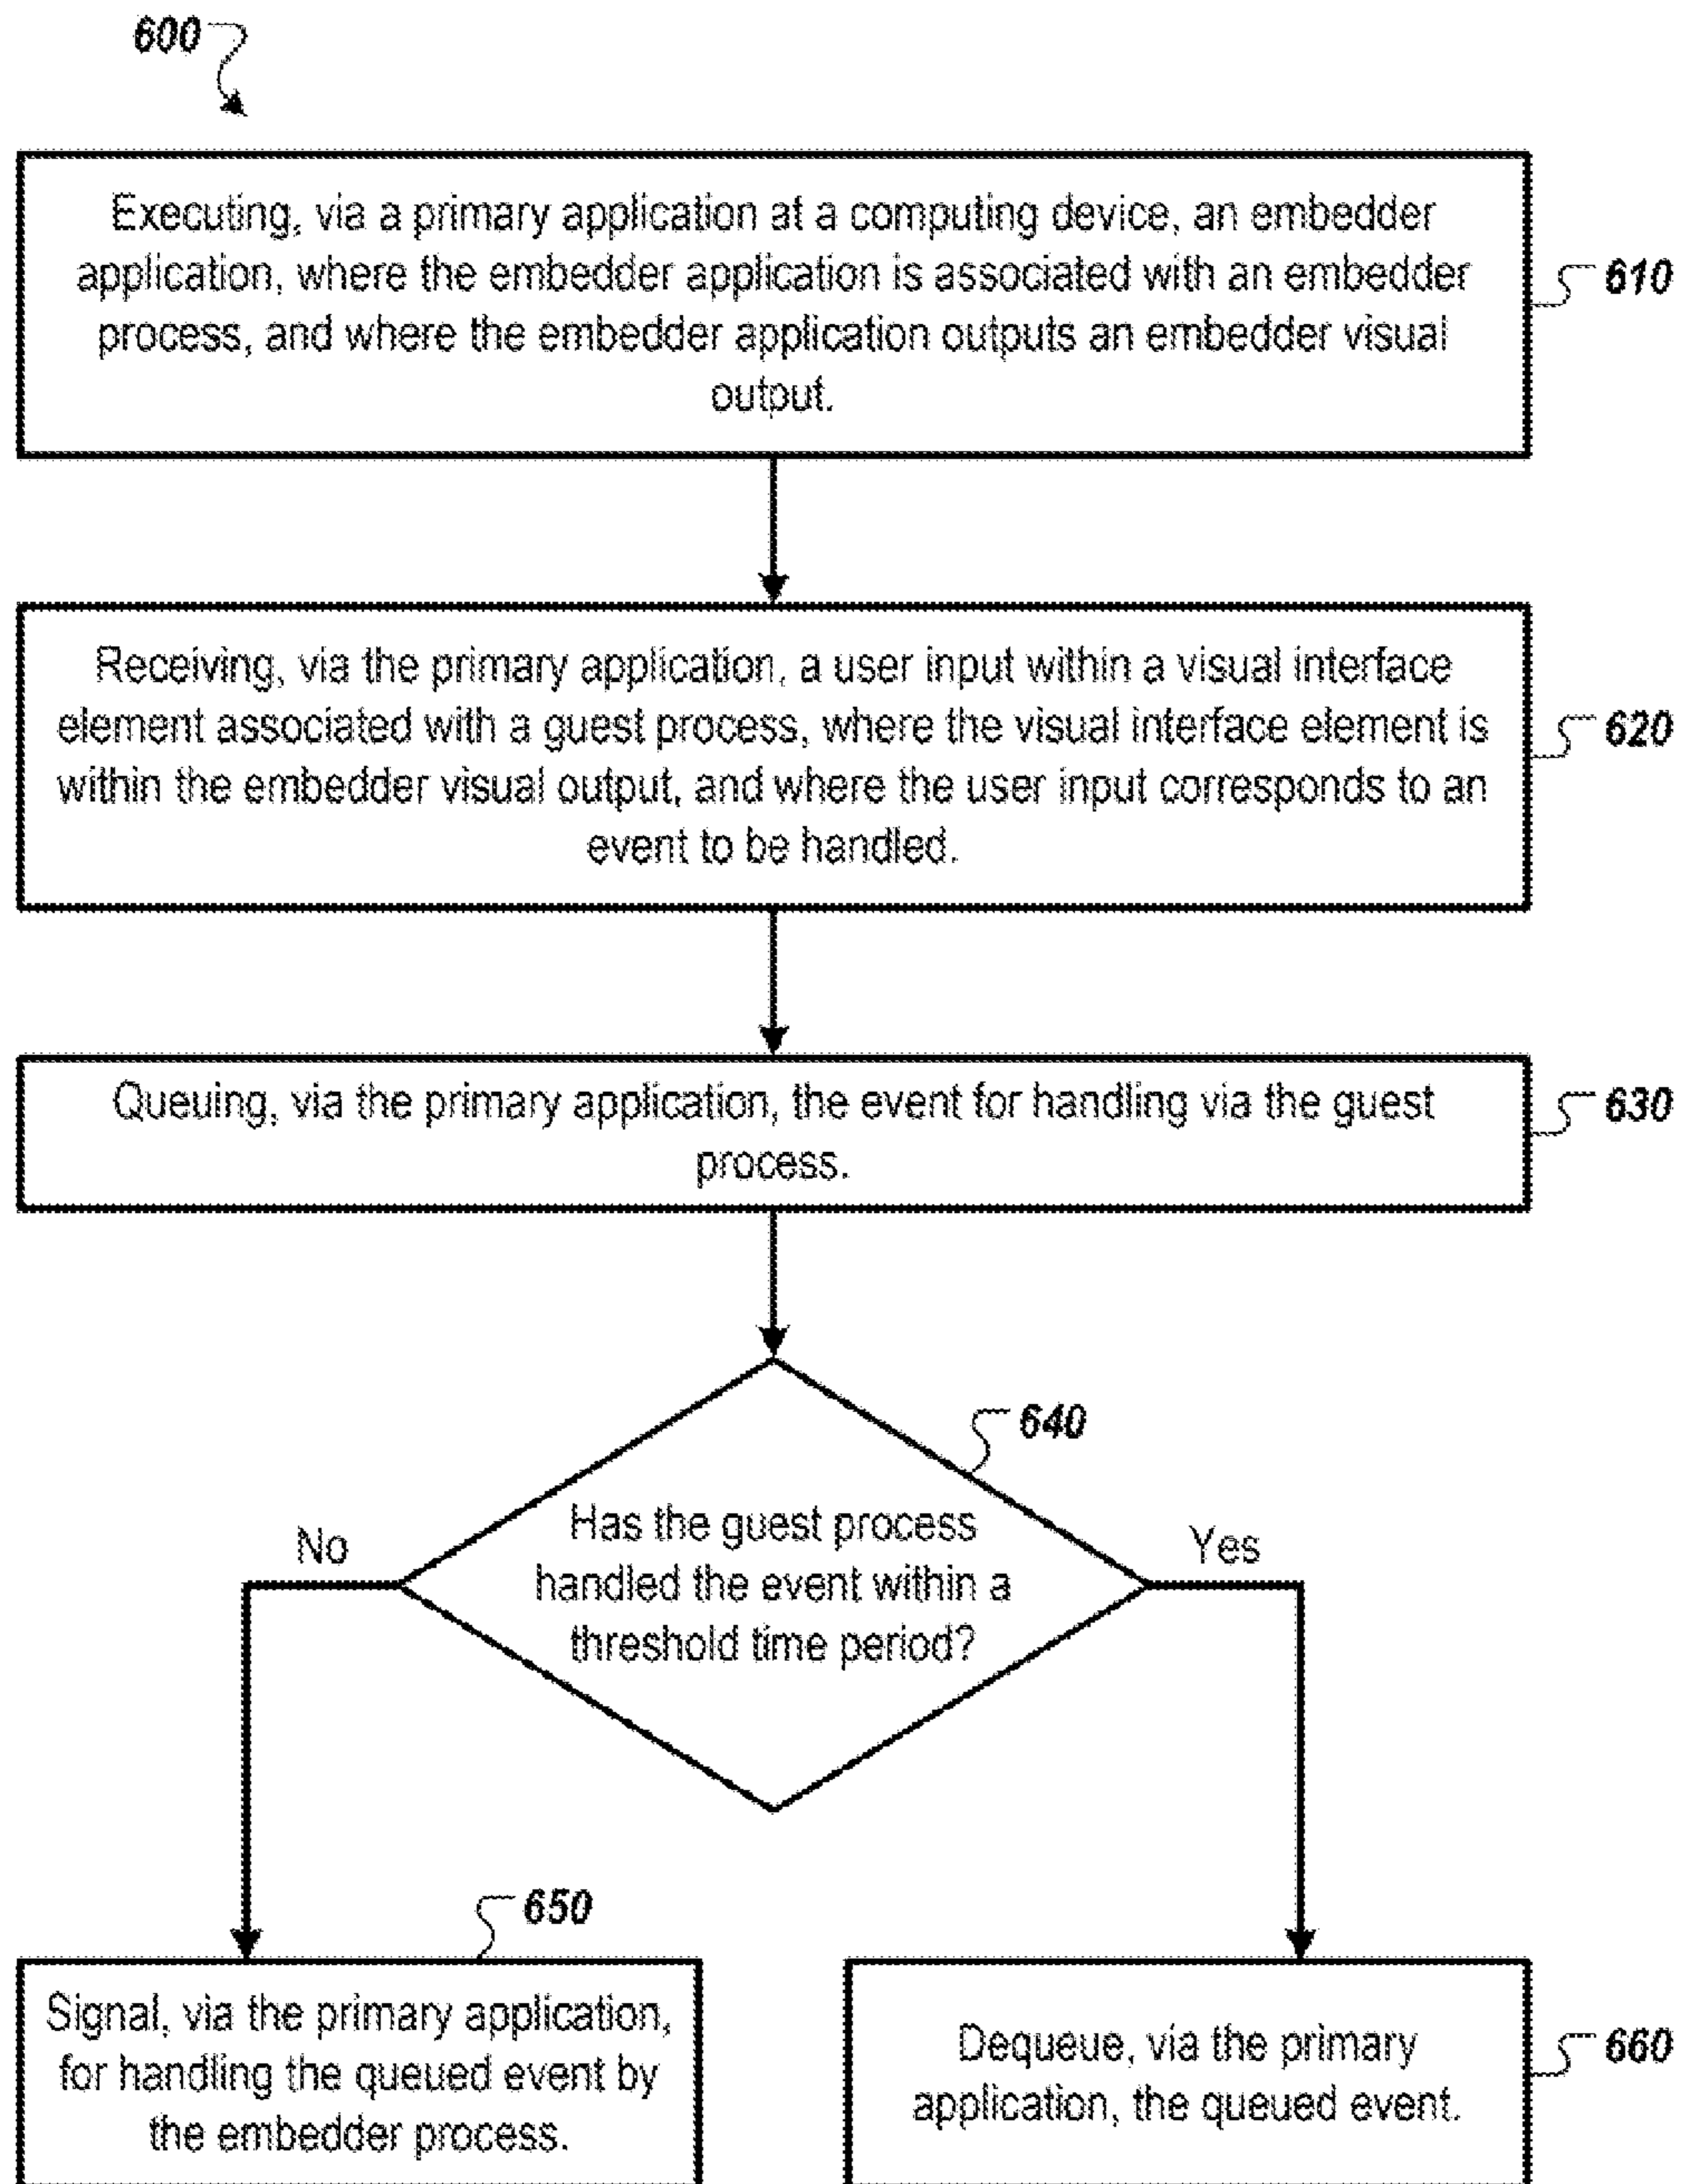 600
Executing, via a primary application at a computing device, an embedder
application, where the embedder application is associated with an embedder
process, and where the embedder application outputs an embedder visual
output.
610
Receiving, via the primary application, a user input within a visual interface
element associated with a guest process, where the visual interface element is
within the embedder visual output, and where the user input corresponds to an
event to be handled.
620
Queuing, via the primary application, the event for handling via the guest
process.
630
640
Has the guest process
handled the event within a
threshold time period?
No
Yes
650
Signal, via the primary application,
for handling the queued event by
the embedder process.
Dequeue, via the primary
application, the queued event.
660